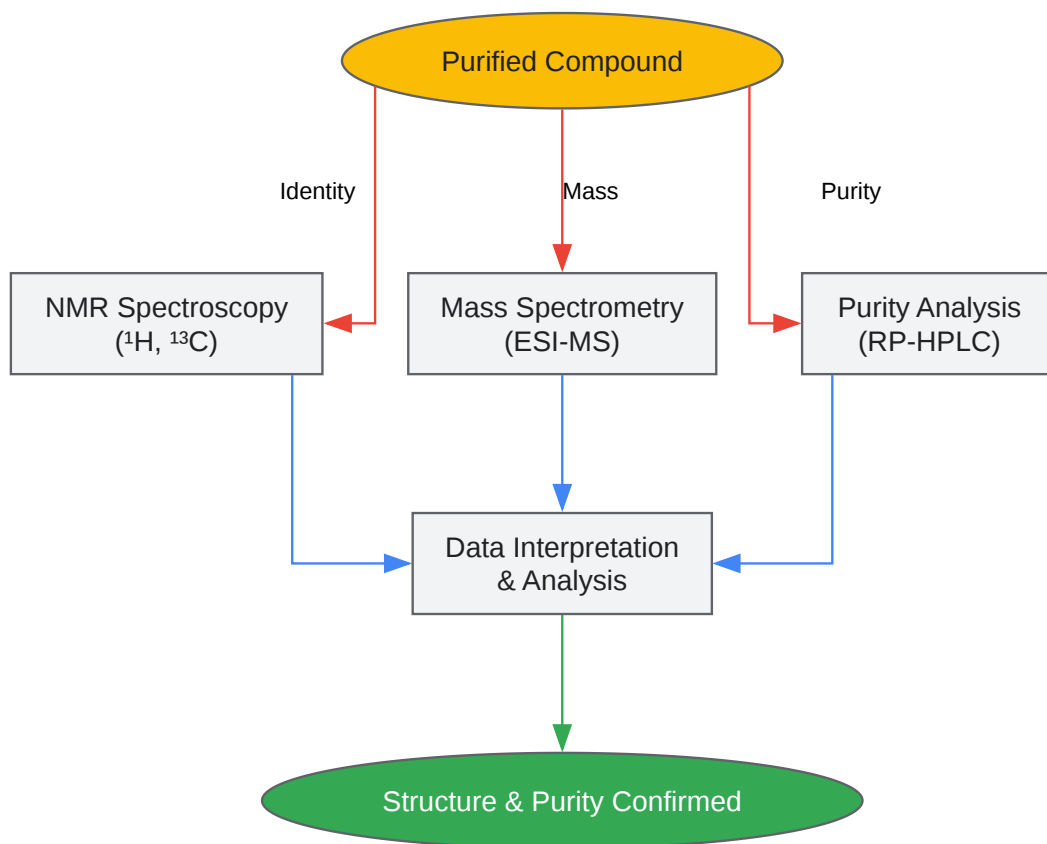 Purified Compound
Identity
Mass
Purity
NMR Spectroscopy
(¹H, ¹³C)
Mass Spectrometry
(ESI-MS)
Purity Analysis
(RP-HPLC)
Data Interpretation
& Analysis
Structure & Purity Confirmed